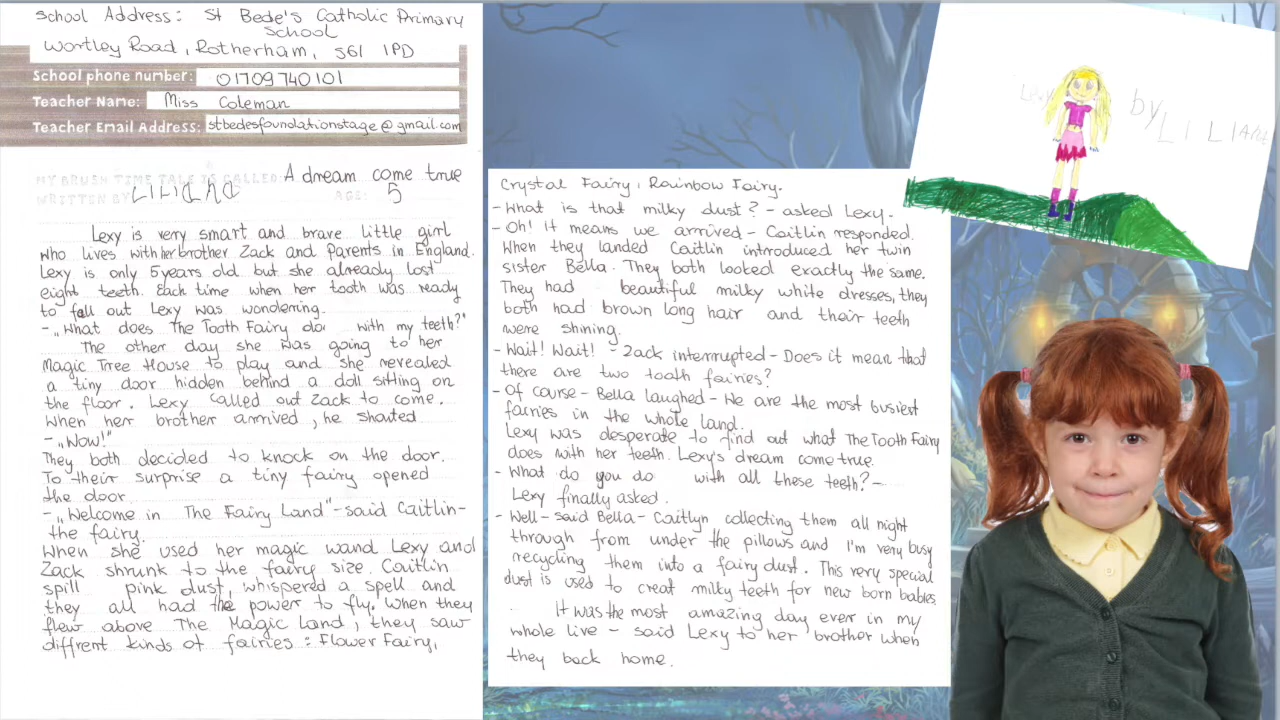 School Address: St Bede's Catholic Primary
School
Wortley Road, Rotherham, S61 1PD
School phone number: 01709740101
Teacher Name: Miss Coleman
Teacher Email Address: stbedesfoundationstage@gmail.com
MY BRUSH TIME TALE IS CALLED: A dream come true
WRITTEN BY LILIANA AGE: 5
Lexy is very smart and brave little girl
who lives with her brother Zack and parents in England.
Lexy is only 5 years old but she already lost
eight teeth. Each time when her tooth was ready
to fall out Lexy was wonderring.
- „What does The Tooth Fairy do with my teeth?"
The other day she was going to her
Magic Tree House to play and she revealed
a tiny door hidden behind a doll sitting on
the floor. Lexy called out Zack to come.
When her brother arrived, he shouted
- „Wow!"
They both decided to knock on the door.
To their surprise a tiny fairy opened
the door
- „Welcome in The Fairy Land" - said Caitlin -
the fairy.
When she used her magic wand Lexy and
Zack shrunk to the fairy size. Caitlin
spill pink dust, whispered a spell and
they all had the power to fly. When they
flew above The Magic Land, they saw
diffrent kinds of fairies: Flower Fairy,
Crystal Fairy, Rainbow Fairy.
- What is that milky dust? - asked Lexy.
- Oh! It means we arrived - Caitlin responded.
When they landed Caitlin introduced her twin
sister Bella. They both looked exactly the same.
They had beautiful milky white dresses, they
both had brown long hair and their teeth
were shining.
- Wait! Wait! - Zack interrupted - Does it mean that
there are two tooth fairies?
- Of course - Bella laughed - We are the most busiest
fairies in the whole land.
Lexy was desperate to find out what The Tooth Fairy
does with her teeth. Lexy's dream come true.
- What do you do with all these teeth? -
Lexy finally asked.
- Well - said Bella - Caitlyn collecting them all night
through from under the pillows and I'm very busy
recycling them into a fairy dust. This very special
dust is used to creat milky teeth for new born babies.
It was the most amazing day ever in my
whole live - said Lexy to her brother when
they back home.
Lexy by LILIANA